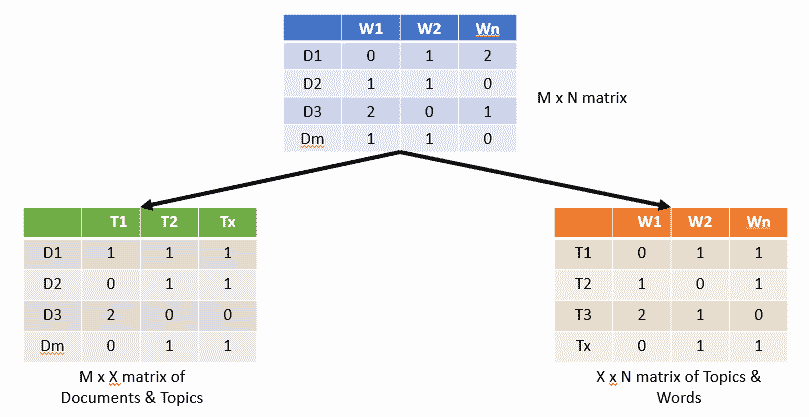 W1 W2 Wn
D1 0 1 2
D2 1 1 0
D3 2 0 1
Dm 1 1 0
M x N matrix
T1 T2 Tx
D1 1 1 1
D2 0 1 1
D3 2 0 0
Dm 0 1 1
M x X matrix of
Documents & Topics
W1 W2 Wn
T1 0 1 1
T2 1 0 1
T3 2 1 0
Tx 0 1 1
X x N matrix of Topics &
Words